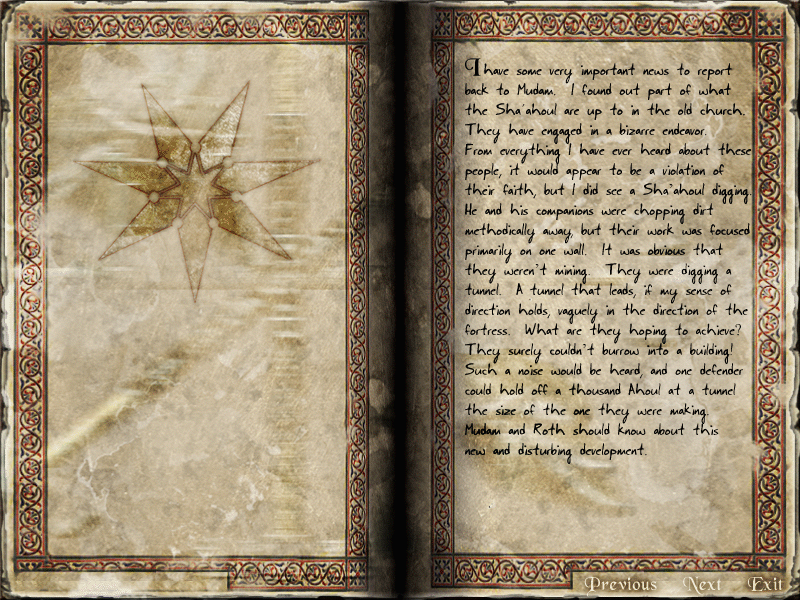 I have some very important news to report
back to Mudam.  I found out part of what
the Sha'ahoul are up to in the old church.
They have engaged in a bizarre endeavor.
From everything I have ever heard about these
people, it would appear to be a violation of
their faith, but I did see a Sha'ahoul digging.
He and his companions were chopping dirt
methodically away, but their work was focused
primarily on one wall.  It was obvious that
they weren't mining.  They were digging a
tunnel.  A tunnel that leads, if my sense of
direction holds, vaguely in the direction of the
fortress.  What are they hoping to achieve?
They surely couldn't burrow into a building!
Such a noise would be heard, and one defender
could hold off a thousand Ahoul at a tunnel
the size of the one they were making.
Mudam and Roth should know about this
new and disturbing development.
Previous Next Exit